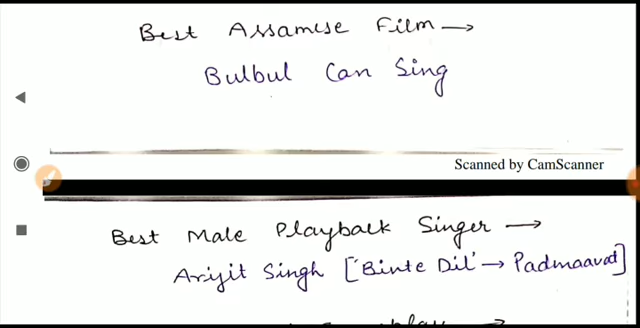 Best Assamese Film →
Bulbul Can Sing
Scanned by CamScanner
Best Male Playback Singer →
Arijit Singh ['Binte Dil' → Padmaavat]